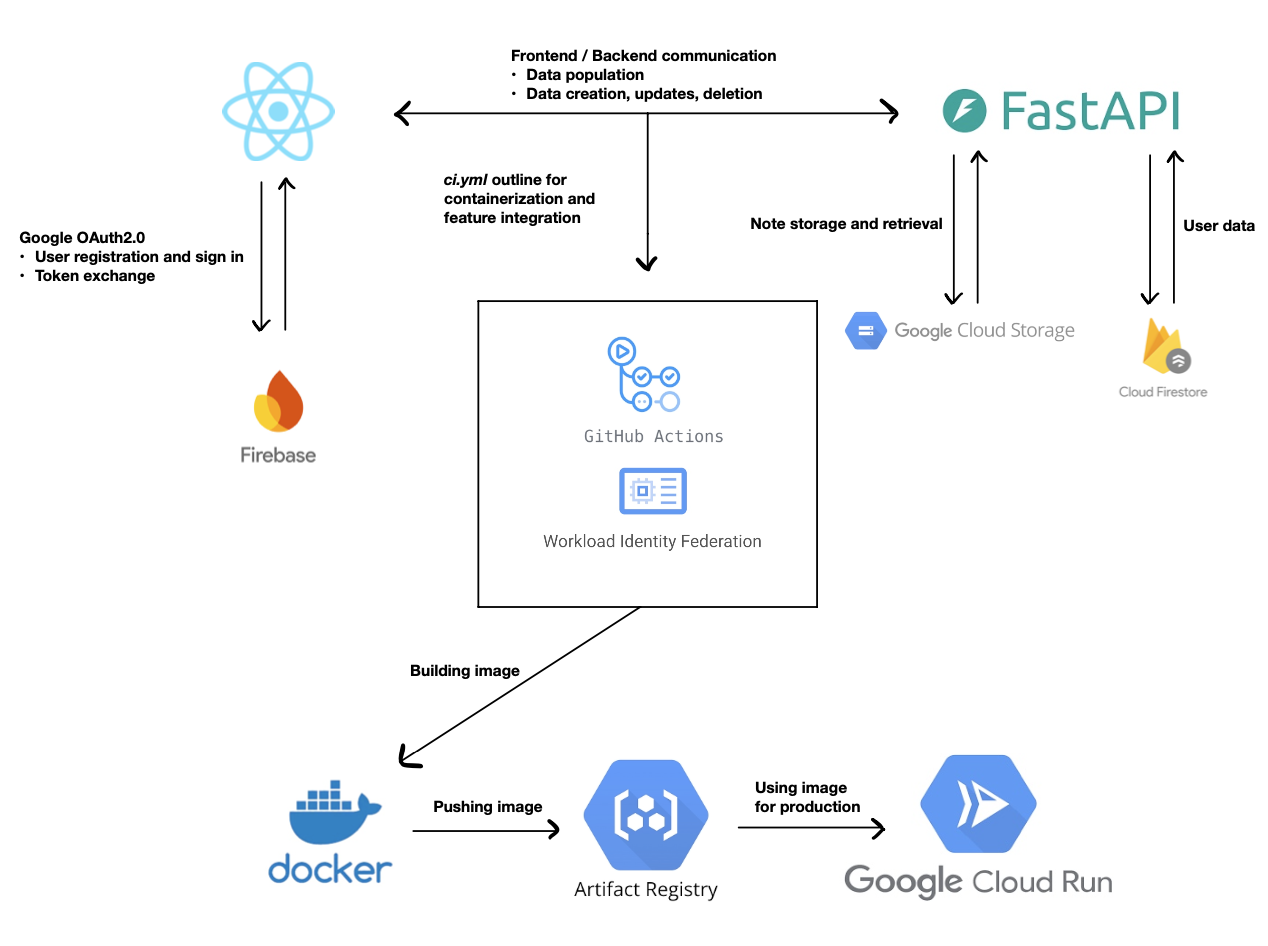 Frontend / Backend communication
• Data population
• Data creation, updates, deletion
FastAPI
ci.yml outline for
containerization and
feature integration
Note storage and retrieval
User data
Google OAuth2.0
• User registration and sign in
• Token exchange
Google Cloud Storage
Cloud Firestore
Firebase
GitHub Actions
Workload Identity Federation
Building image
Pushing image
Using image
for production
docker
Artifact Registry
Google Cloud Run